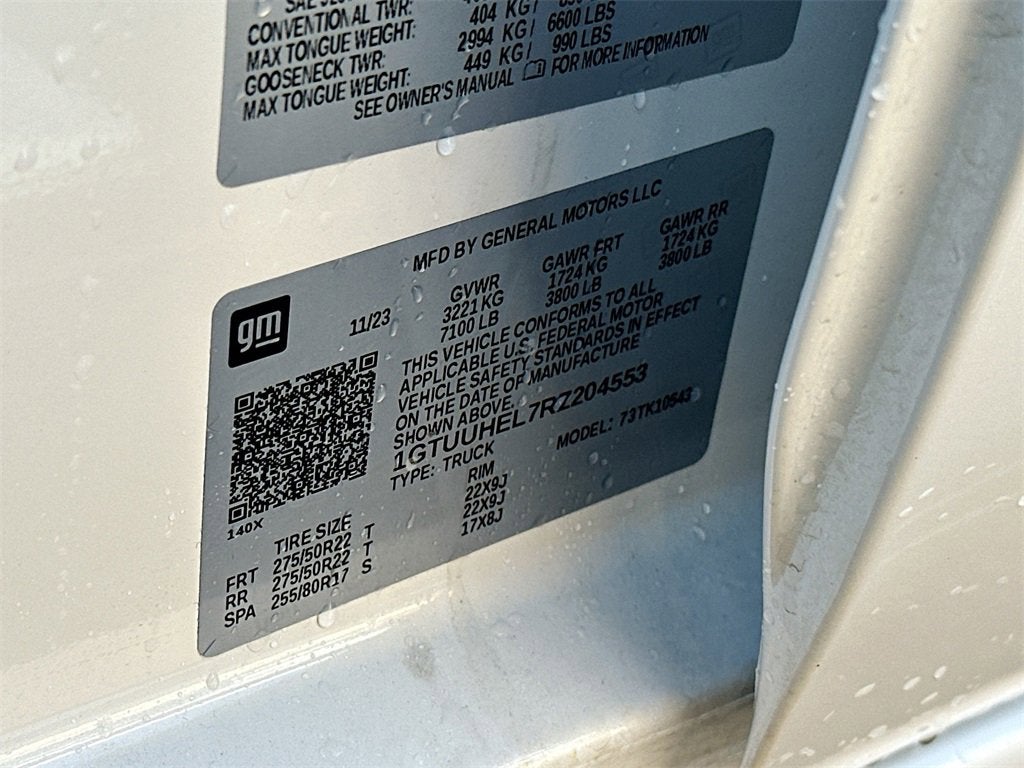 CONVENTIONAL TWR:
MAX TONGUE WEIGHT: 404 KG/
GOOSENECK TWR: 2994 KG/ 6600 LBS
MAX TONGUE WEIGHT: 449 KG/ 990 LBS
SEE OWNER'S MANUAL FOR MORE INFORMATION
MFD BY GENERAL MOTORS LLC
gm
11/23
GVWR GAWR FRT GAWR RR
3221 KG 1724 KG 1724 KG
7100 LB 3800 LB 3800 LB
THIS VEHICLE CONFORMS TO ALL
APPLICABLE U.S. FEDERAL MOTOR
VEHICLE SAFETY STANDARDS IN EFFECT
ON THE DATE OF MANUFACTURE
SHOWN ABOVE.
1GTUUHEL7RZ204553
TYPE: TRUCK MODEL: 73TK10543
140X
TIRE SIZE RIM
FRT 275/50R22 T 22X9J
RR 275/50R22 T 22X9J
SPA 255/80R17 S 17X8J